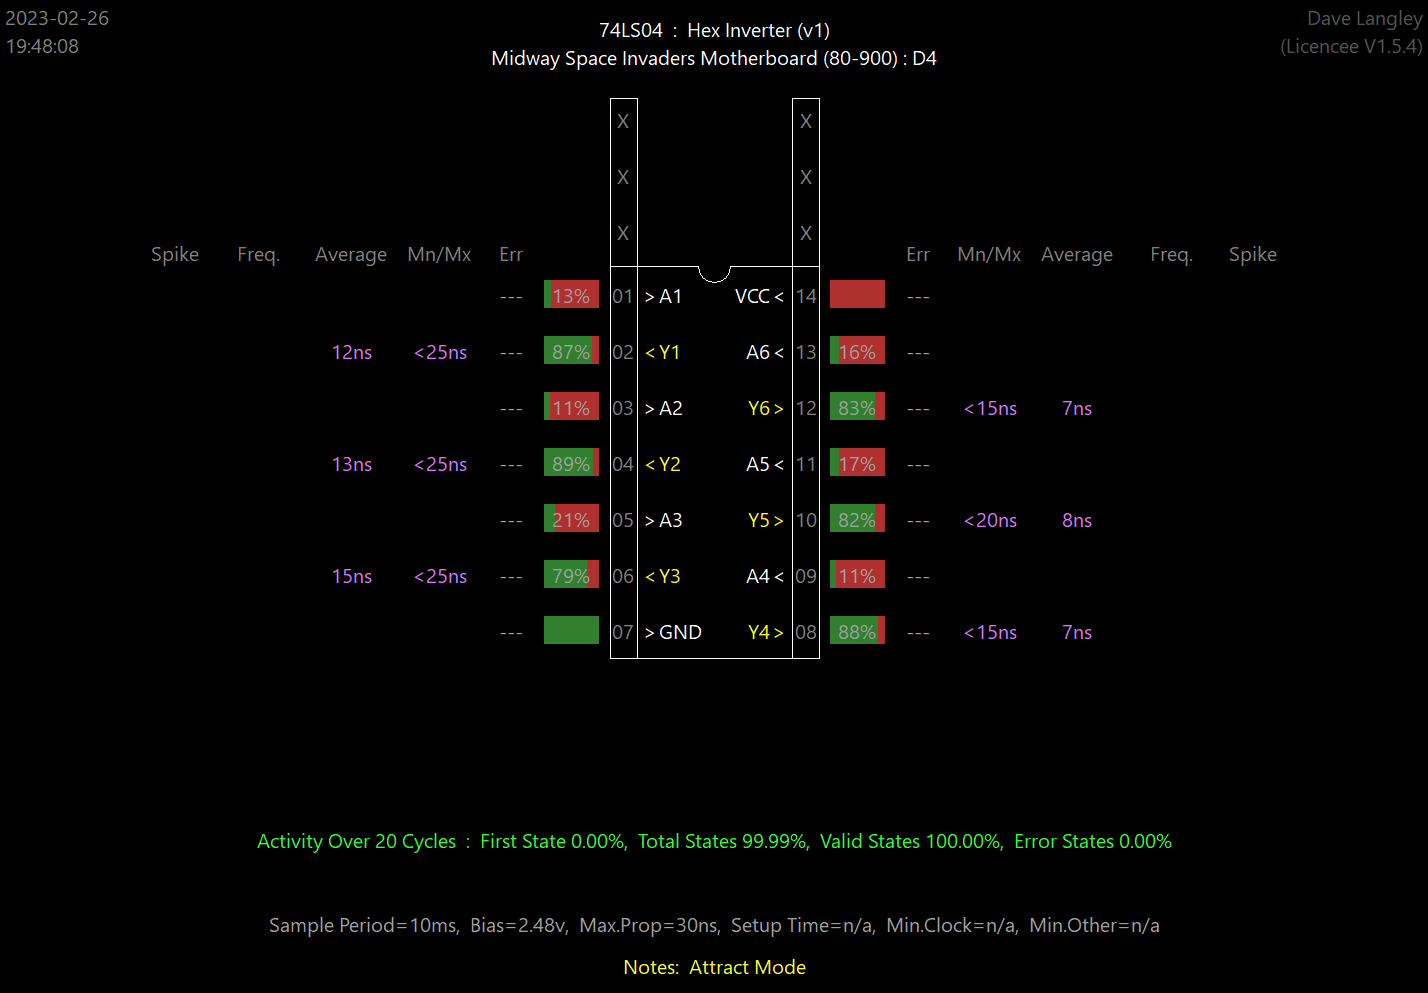 2023-02-26
19:48:08
74LS04 : Hex Inverter (v1)
Midway Space Invaders Motherboard (80-900) : D4
Dave Langley
(Licencee V1.5.4)
X X
X X
X X
Spike Freq. Average Mn/Mx Err Err Mn/Mx Average Freq. Spike
--- 13% 01 > A1 VCC < 14 ---
12ns <25ns --- 87% 02 < Y1 A6 < 13 16% ---
--- 11% 03 > A2 Y6 > 12 83% --- <15ns 7ns
13ns <25ns --- 89% 04 < Y2 A5 < 11 17% ---
--- 21% 05 > A3 Y5 > 10 82% --- <20ns 8ns
15ns <25ns --- 79% 06 < Y3 A4 < 09 11% ---
--- 07 > GND Y4 > 08 88% --- <15ns 7ns
Activity Over 20 Cycles : First State 0.00%, Total States 99.99%, Valid States 100.00%, Error States 0.00%
Sample Period=10ms, Bias=2.48v, Max.Prop=30ns, Setup Time=n/a, Min.Clock=n/a, Min.Other=n/a
Notes: Attract Mode